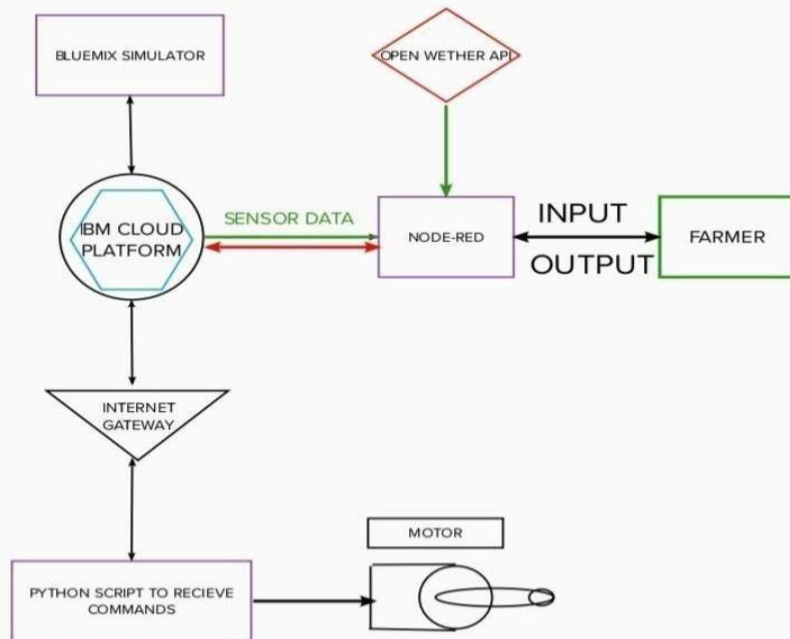 BLUEMIX SIMULATOR
OPEN WETHER API
IBM CLOUD
PLATFORM
SENSOR DATA
NODE-RED
INPUT
OUTPUT
FARMER
INTERNET
GATEWAY
MOTOR
PYTHON SCRIPT TO RECIEVE
COMMANDS